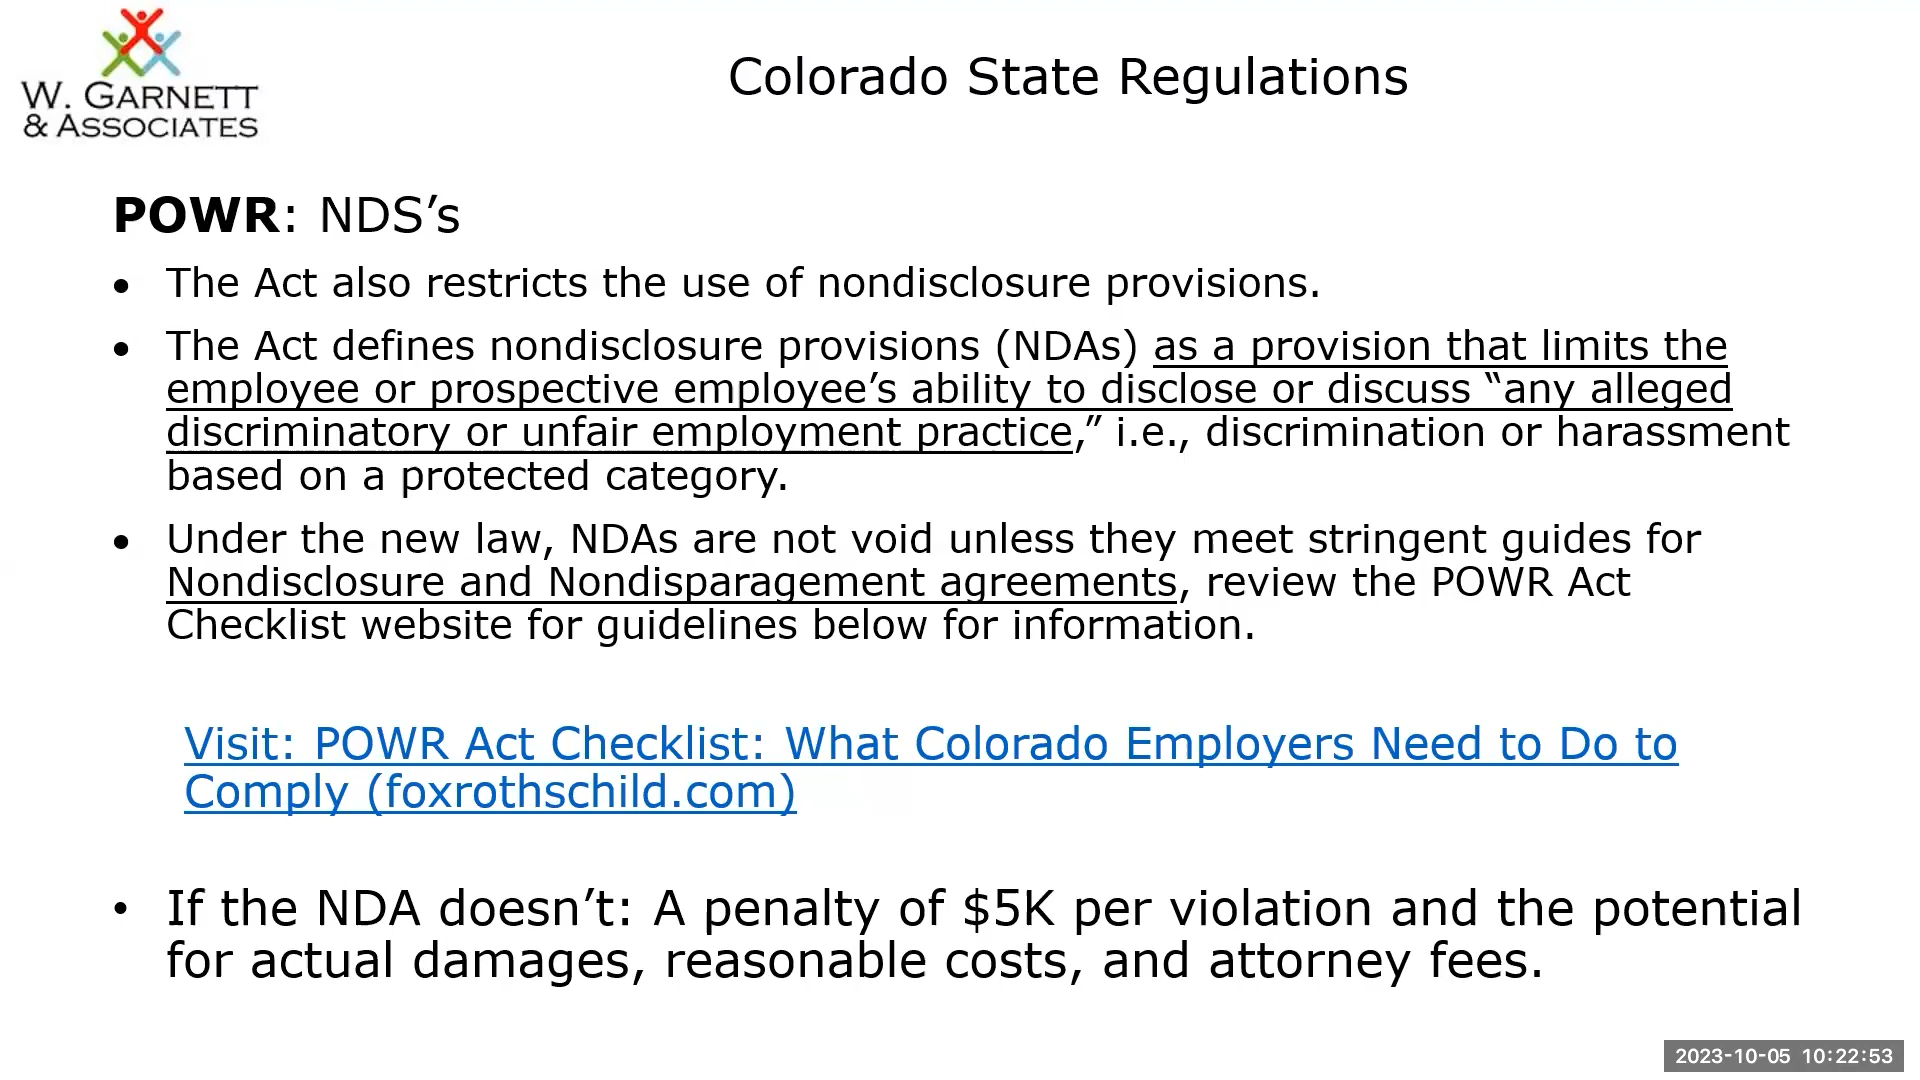 W. GARNETT
& ASSOCIATES
Colorado State Regulations
POWR: NDS’s
• The Act also restricts the use of nondisclosure provisions.
• The Act defines nondisclosure provisions (NDAs) as a provision that limits the
employee or prospective employee’s ability to disclose or discuss “any alleged
discriminatory or unfair employment practice,” i.e., discrimination or harassment
based on a protected category.
• Under the new law, NDAs are not void unless they meet stringent guides for
Nondisclosure and Nondisparagement agreements, review the POWR Act
Checklist website for guidelines below for information.
Visit: POWR Act Checklist: What Colorado Employers Need to Do to
Comply (foxrothschild.com)
• If the NDA doesn’t: A penalty of $5K per violation and the potential
for actual damages, reasonable costs, and attorney fees.
2023-10-05 10:22:53